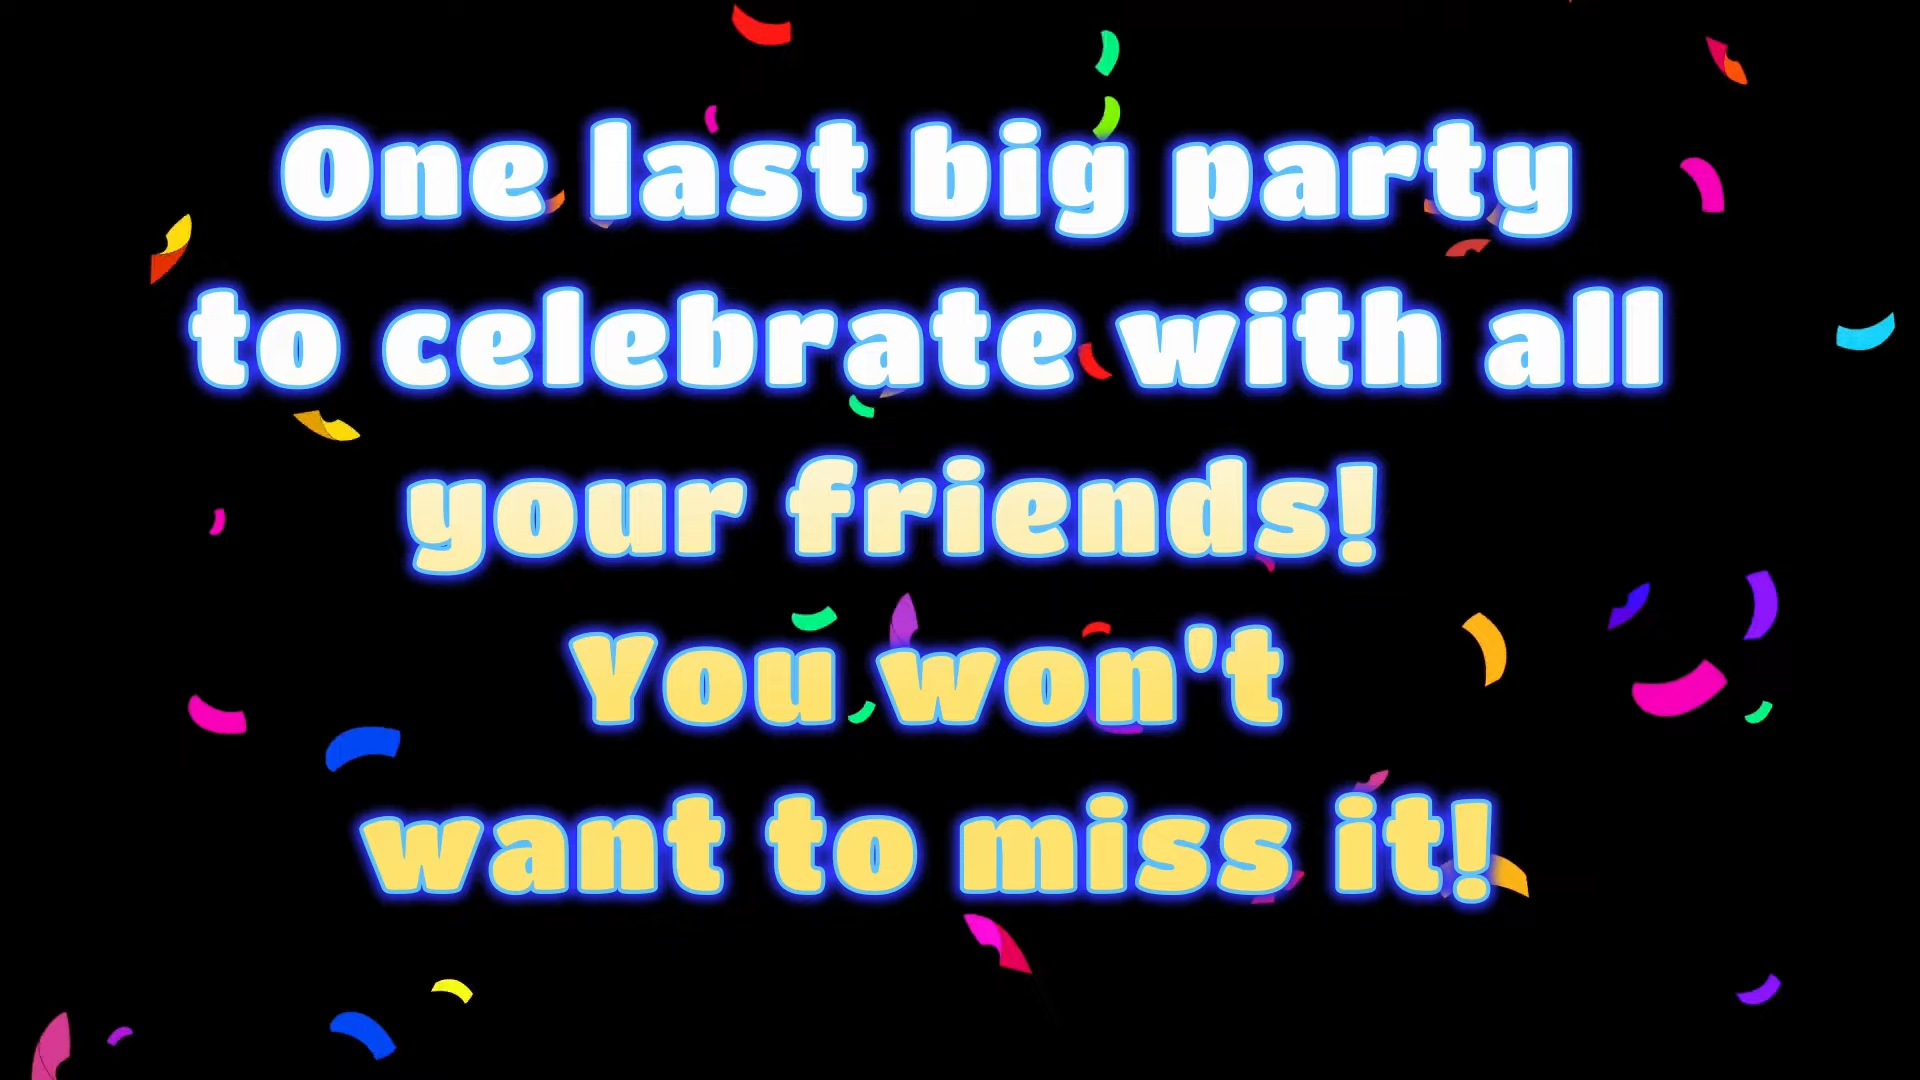 One last big party
to celebrate with all
your friends!
You won't
want to miss it!